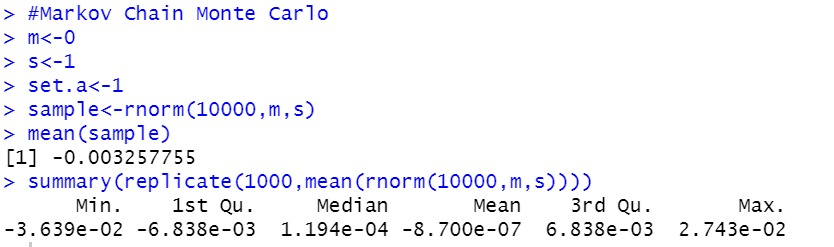 > #Markov Chain Monte Carlo
> m<-0
> s<-1
> set.a<-1
> sample<-rnorm(10000,m,s)
> mean(sample)
[1] -0.003257755
> summary(replicate(1000,mean(rnorm(10000,m,s))))
Min. 1st Qu. Median Mean 3rd Qu. Max.
-3.639e-02 -6.838e-03 1.194e-04 -8.700e-07 6.838e-03 2.743e-02